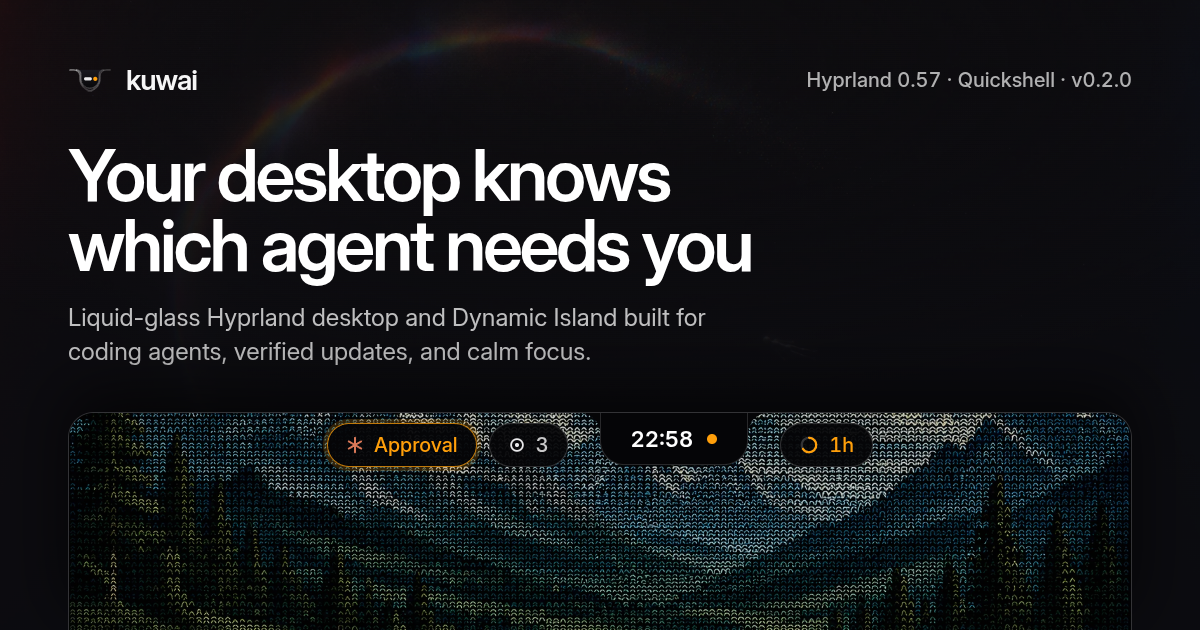 kuwai
Hyprland 0.57 · Quickshell · v0.2.0
Your desktop knows
which agent needs you
Liquid-glass Hyprland desktop and Dynamic Island built for
coding agents, verified updates, and calm focus.
Approval
3
22:58
1h